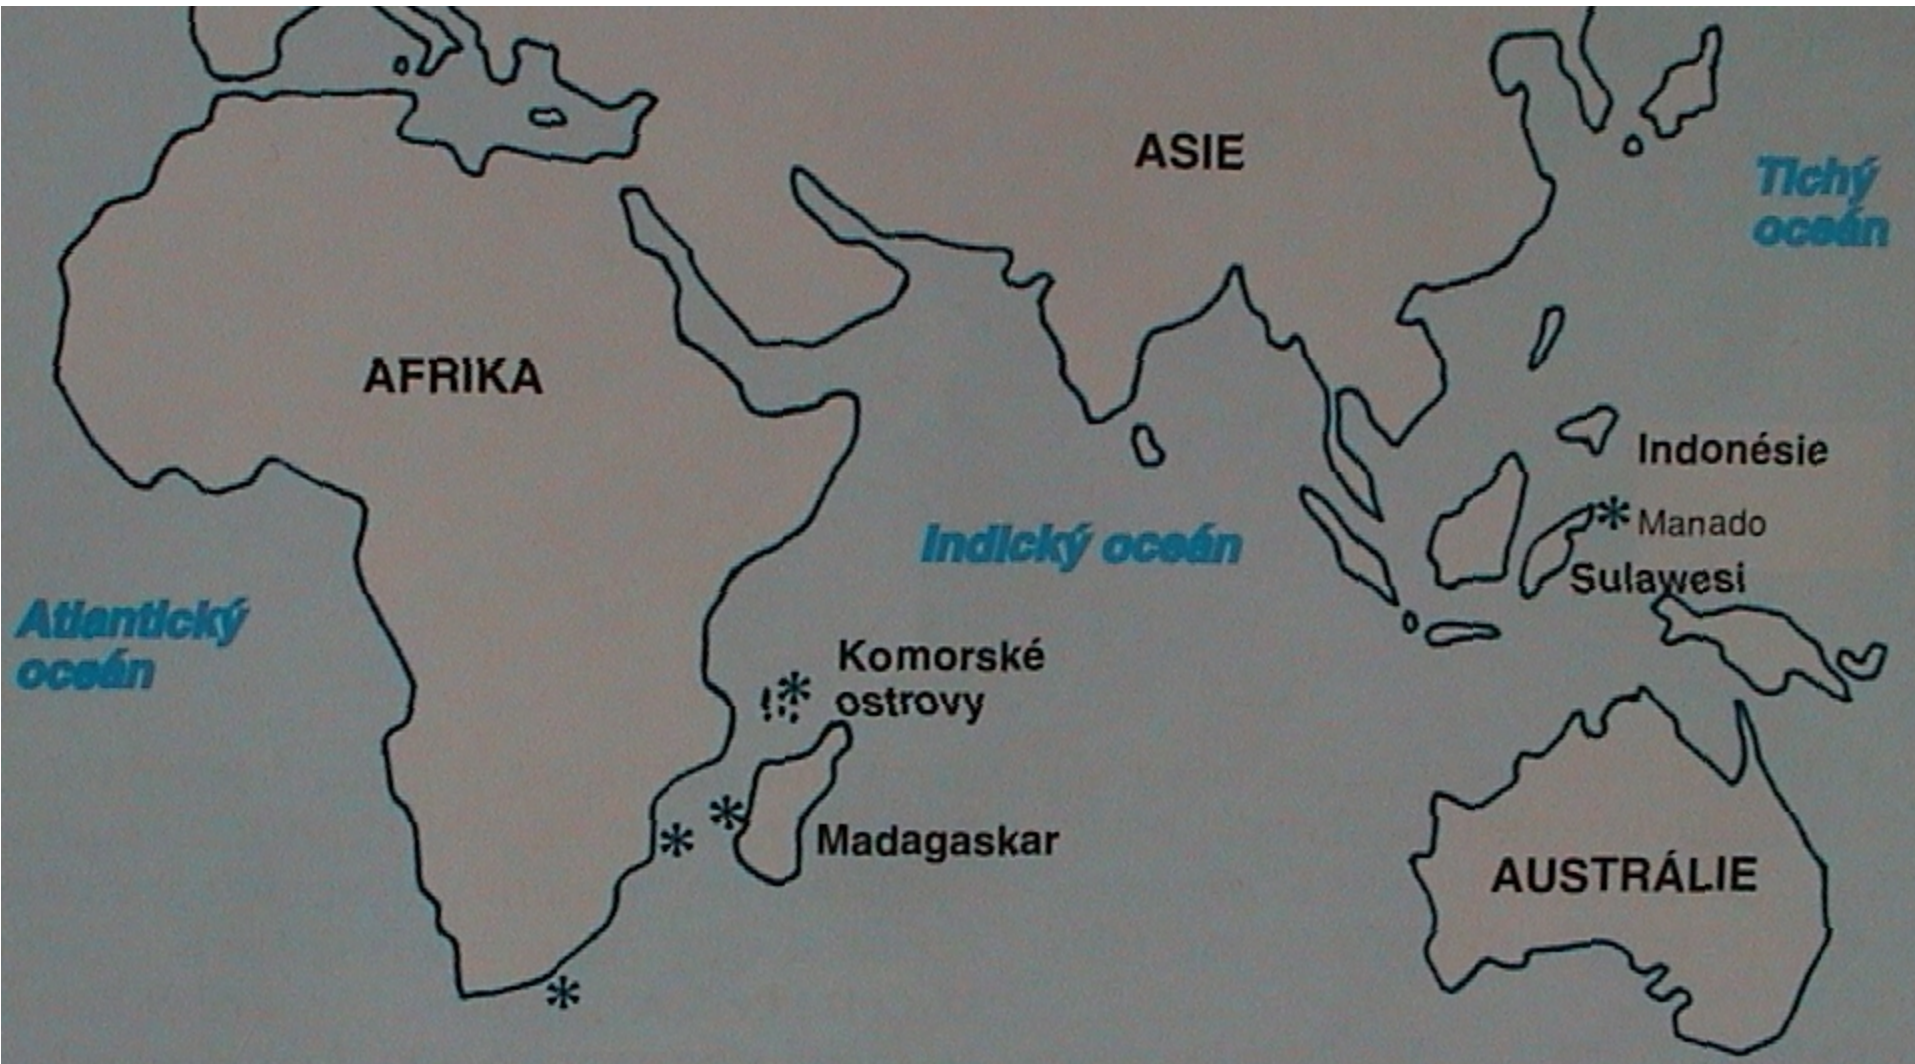 ASIE
Tichý
oceán
AFRIKA
Indonésie
* Manado
Sulawesi
Indický oceán
Atlantický
oceán
Komorské
* ostrovy
*
*
Madagaskar
AUSTRÁLIE
*